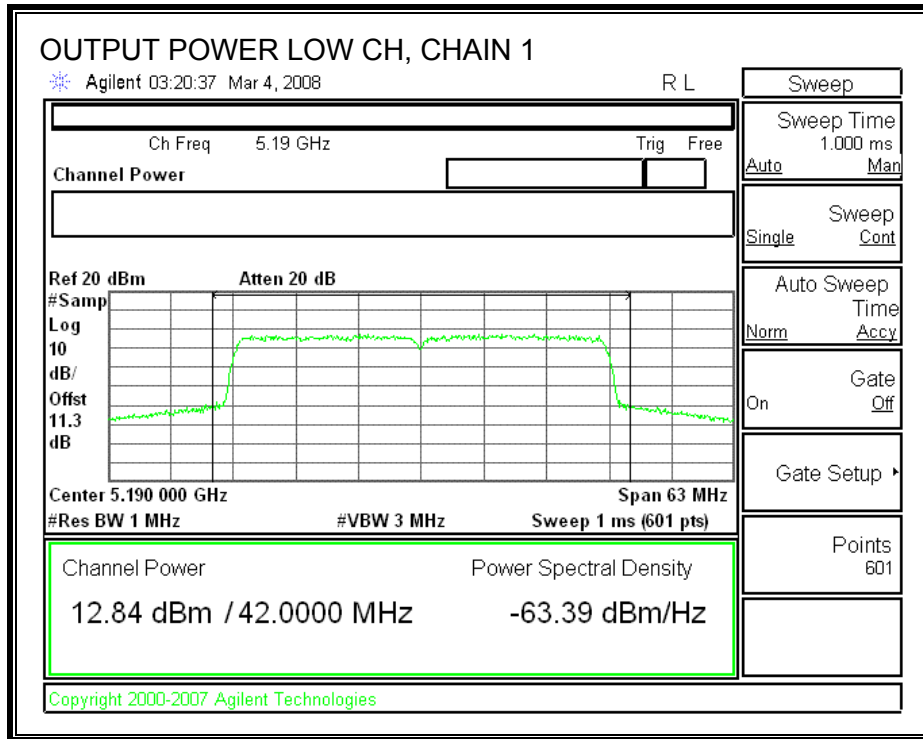 OUTPUT POWER LOW CH, CHAIN 1
Agilent 03:20:37 Mar 4, 2008 R L
Ch Freq 5.19 GHz Trig Free
Channel Power
Ref 20 dBm Atten 20 dB
#Samp
Log
10
dB/
Offst
11.3
dB
Center 5.190 000 GHz Span 63 MHz
#Res BW 1 MHz #VBW 3 MHz Sweep 1 ms (601 pts)
Channel Power Power Spectral Density
12.84 dBm / 42.0000 MHz -63.39 dBm/Hz
Copyright 2000-2007 Agilent Technologies
Sweep
Sweep Time
1.000 ms
Auto Man
Sweep
Single Cont
Auto Sweep
Time
Norm Accy
Gate
On Off
Gate Setup
Points
601